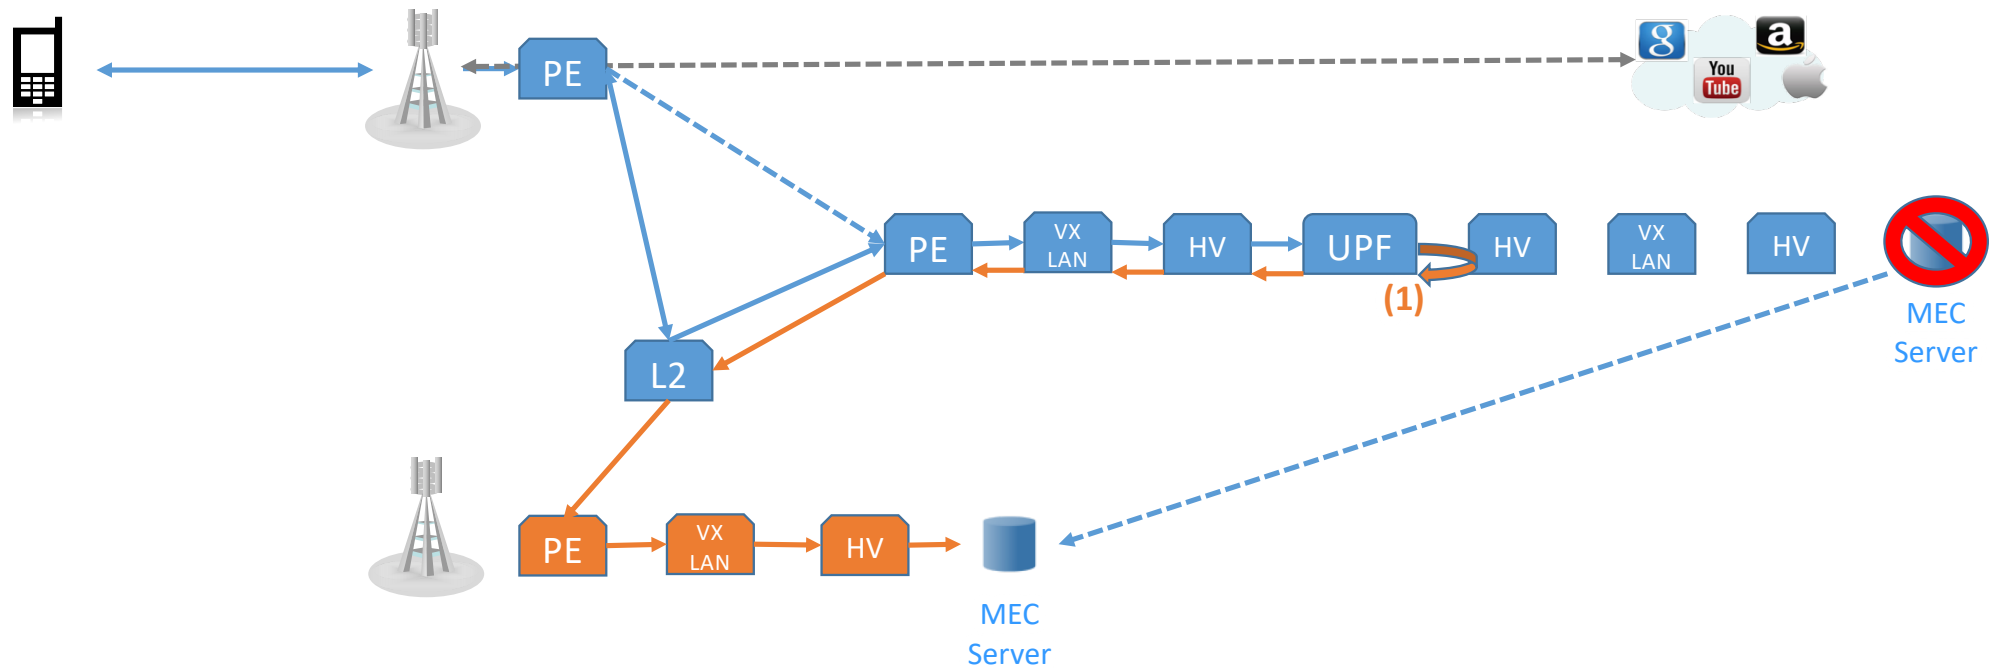 PE
g
a
You
Tube
PE
VX
LAN
HV
UPF
HV
VX
LAN
HV
(1)
MEC
Server
L2
PE
VX
LAN
HV
MEC
Server